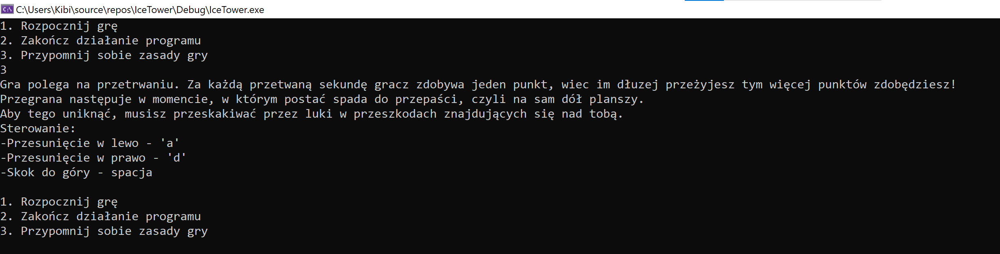 C:\Users\Kibi\source\repos\IceTower\Debug\IceTower.exe
1. Rozpocznij grę
2. Zakończ działanie programu
3. Przypomnij sobie zasady gry
3
Gra polega na przetrwaniu. Za każdą przetwaną sekundę gracz zdobywa jeden punkt, wiec im dłuzej przeżyjesz tym więcej punktów zdobędziesz!
Przegrana następuje w momencie, w którym postać spada do przepaści, czyli na sam dół planszy.
Aby tego uniknąć, musisz przeskakiwać przez luki w przeszkodach znajdujących się nad tobą.
Sterowanie:
-Przesunięcie w lewo - 'a'
-Przesunięcie w prawo - 'd'
-Skok do góry - spacja
1. Rozpocznij grę
2. Zakończ działanie programu
3. Przypomnij sobie zasady gry